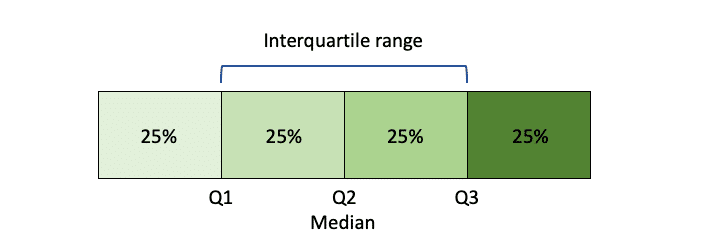 Interquartile range
25% 25% 25% 25%
Q1 Q2 Q3
Median